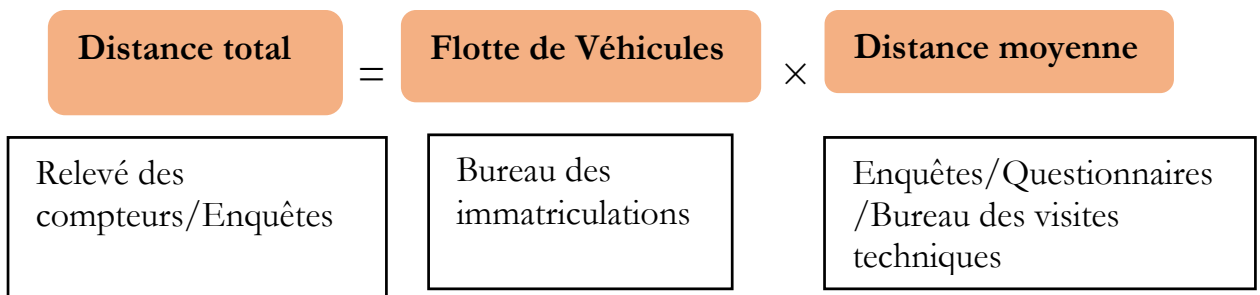 Distance total
=
Flotte de Véhicules
×
Distance moyenne
Relevé des
compteurs/Enquêtes
Bureau des
immatriculations
Enquêtes/Questionnaires
/Bureau des visites
techniques